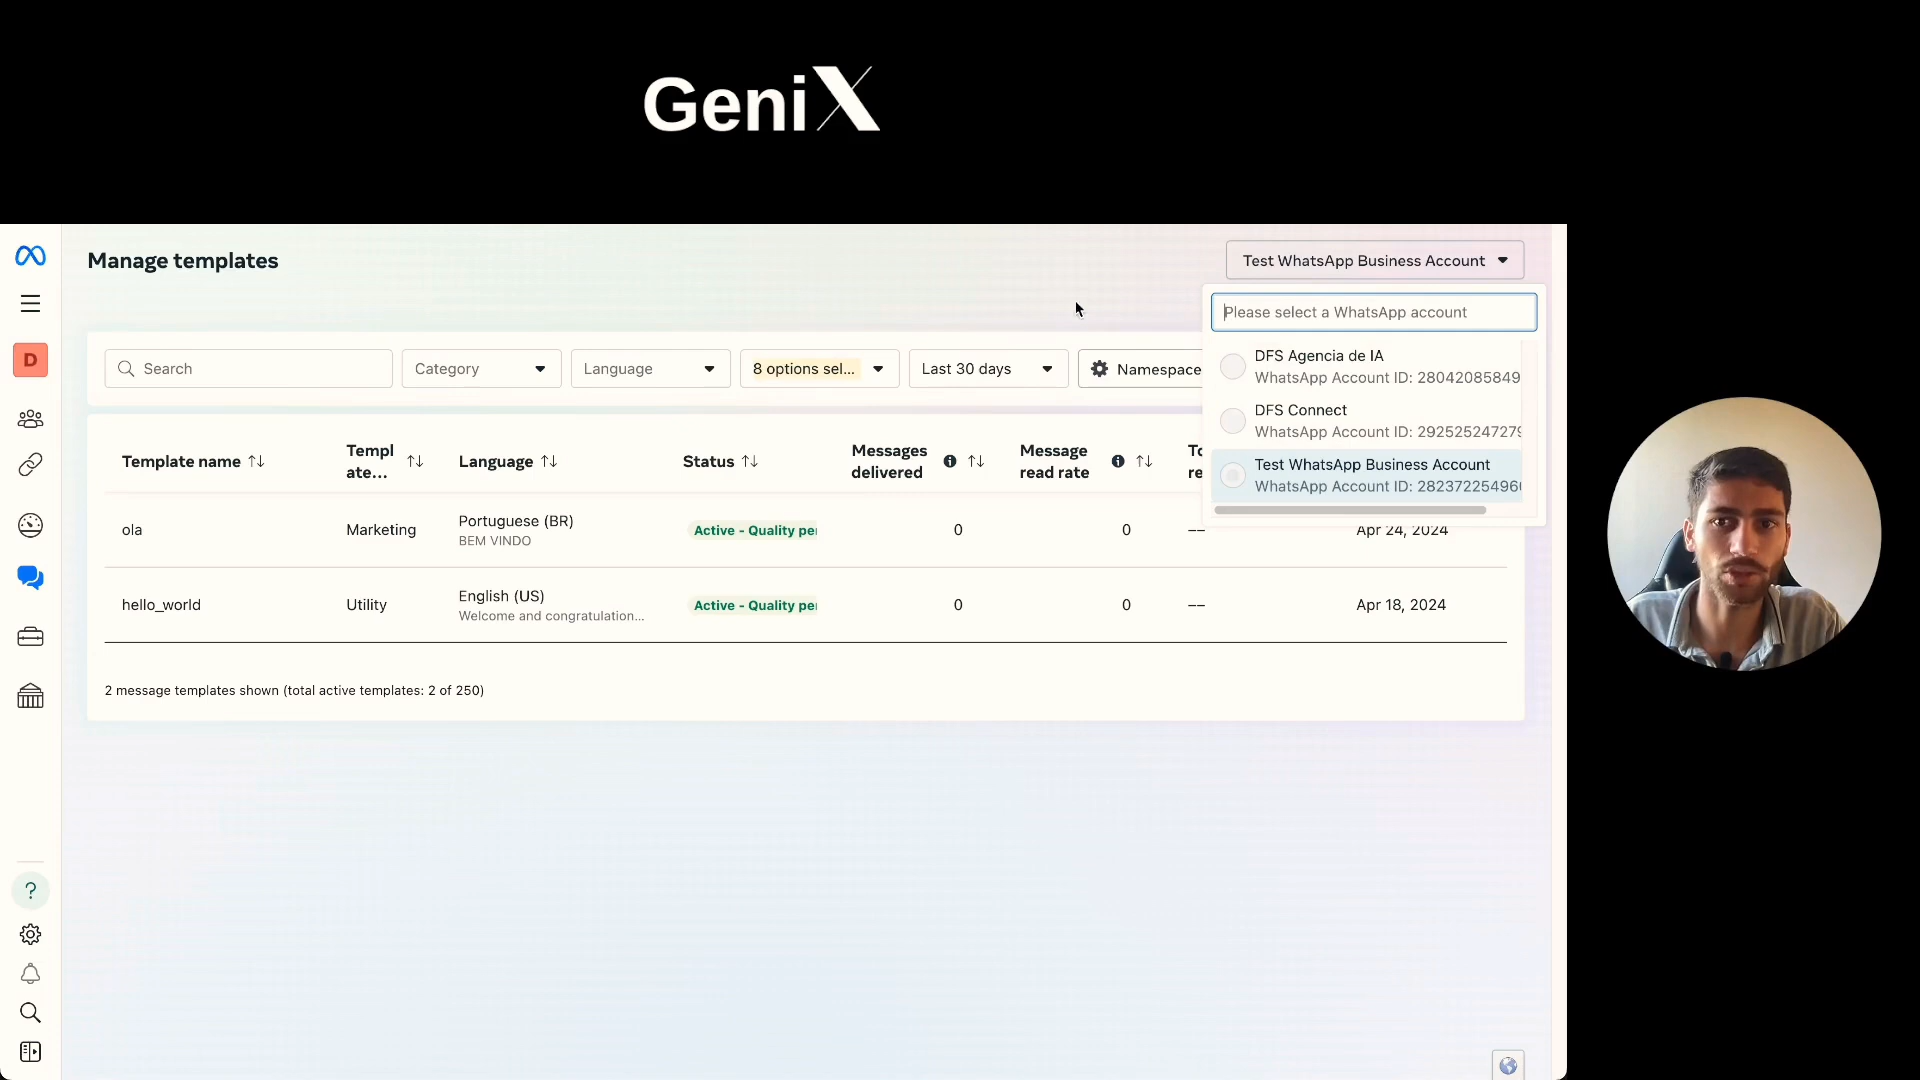 GeniX
Manage templates
Test WhatsApp Business Account
Please select a WhatsApp account
DFS Agencia de IA
WhatsApp Account ID: 28042085849
DFS Connect
WhatsApp Account ID: 292525247279
Test WhatsApp Business Account
WhatsApp Account ID: 2823722549
D
Search
Category
Language
8 options sel...
Last 30 days
Namespace
Template name
Templ
ate...
Language
Status
Messages
delivered
Message
read rate
ola
Marketing
Portuguese (BR)
BEM VINDO
Active - Quality
0
0
––
Apr 24, 2024
hello_world
Utility
English (US)
Welcome and congratulation...
Active - Quality
0
0
––
Apr 18, 2024
2 message templates shown (total active templates: 2 of 250)
?